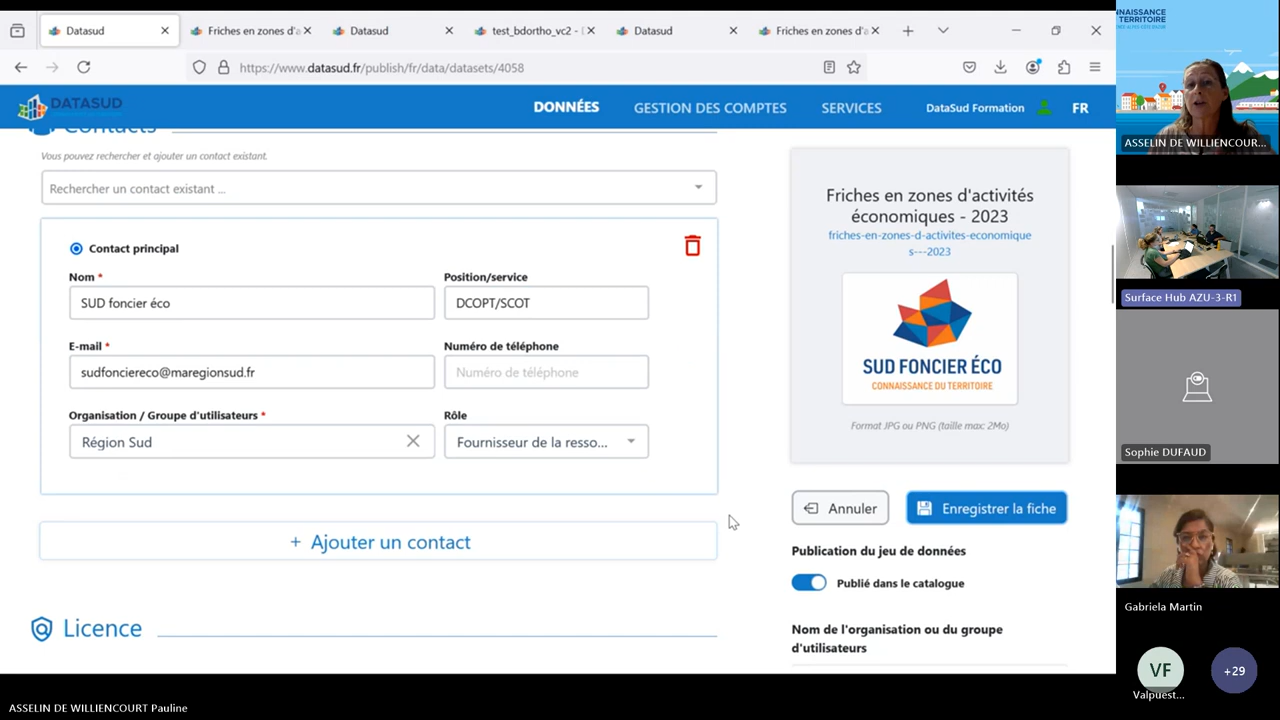 Datasud
Friches en zones d'a
Datasud
test_bdortho_vc2 - (
Datasud
Friches en zones d'a
https://www.datasud.fr/publish/fr/data/datasets/4058
DATASUD
DONNÉES
GESTION DES COMPTES
SERVICES
DataSud Formation
FR
Contacts
Vous pouvez rechercher et ajouter un contact existant.
Rechercher un contact existant ...
Contact principal
Nom *
Position/service
SUD foncier éco
DCOPT/SCOT
E-mail *
Numéro de téléphone
sudfonciereco@maregionsud.fr
Numéro de téléphone
Organisation / Groupe d'utilisateurs *
Rôle
Région Sud
Fournisseur de la resso...
+ Ajouter un contact
Licence
Friches en zones d'activités
économiques - 2023
friches-en-zones-d-activites-economique
s---2023
SUD FONCIER ÉCO
CONNAISSANCE DU TERRITOIRE
Format JPG ou PNG (taille max: 2Mo)
Annuler
Enregistrer la fiche
Publication du jeu de données
Publié dans le catalogue
Nom de l'organisation ou du groupe
d'utilisateurs
NNAISSANCE
TERRITOIRE
ASSELIN DE WILLIENCOUR...
Surface Hub AZU-3-R1
Sophie DUFAUD
Gabriela Martin
VF
+29
Valpuest...
ASSELIN DE WILLIENCOURT Pauline